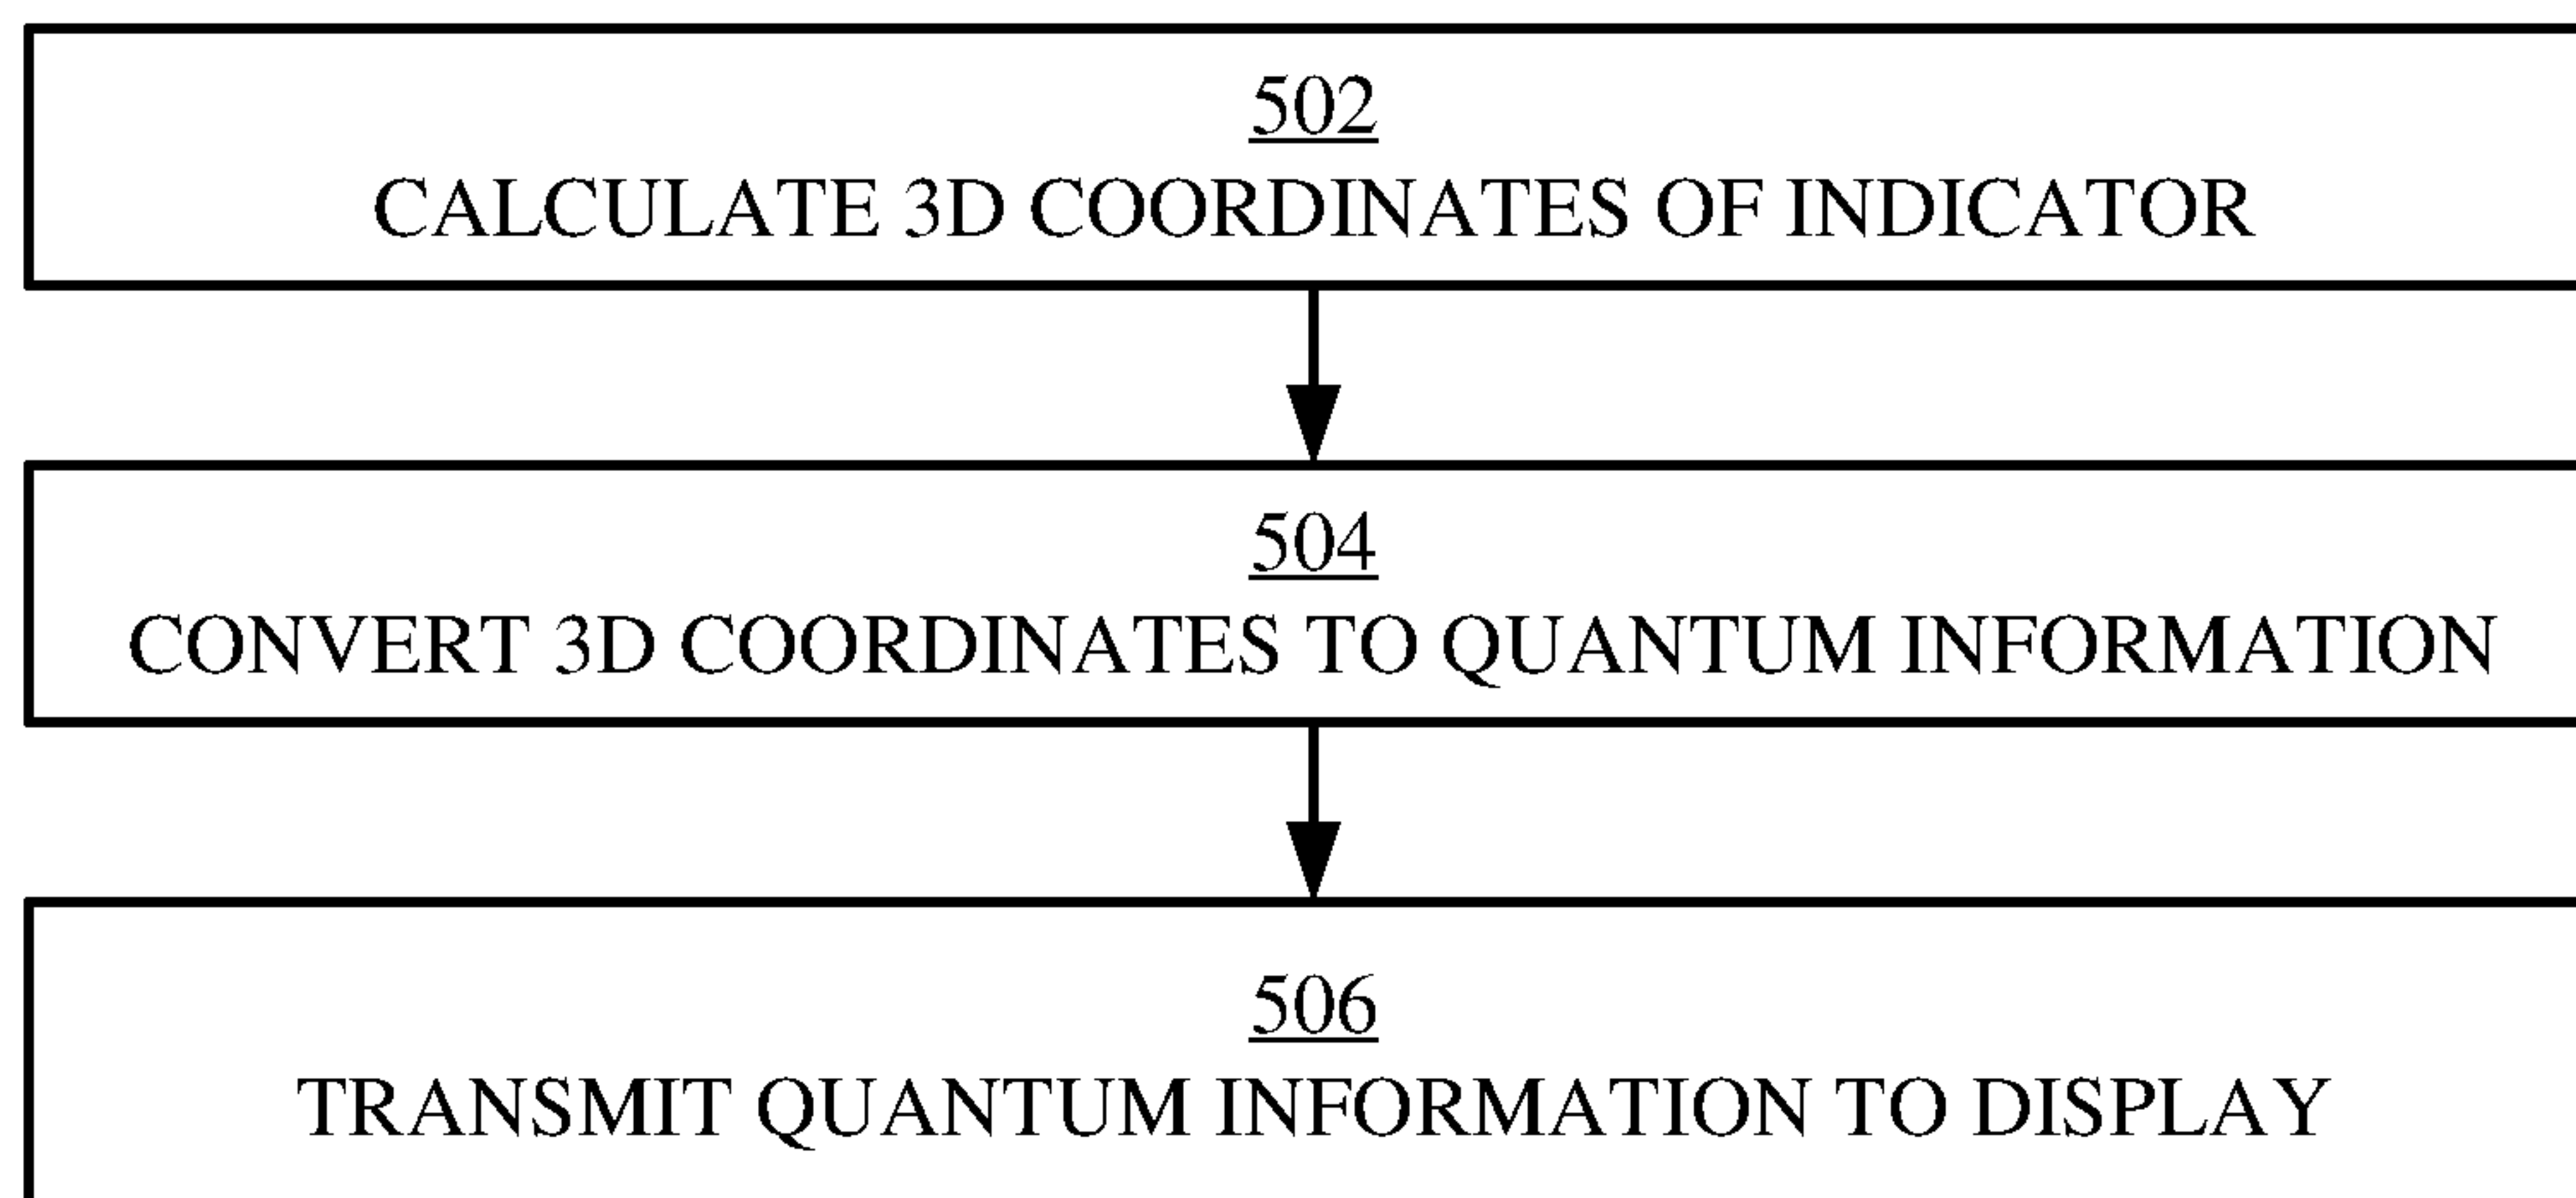 502
CALCULATE 3D COORDINATES OF INDICATOR
504
CONVERT 3D COORDINATES TO QUANTUM INFORMATION
506
TRANSMIT QUANTUM INFORMATION TO DISPLAY